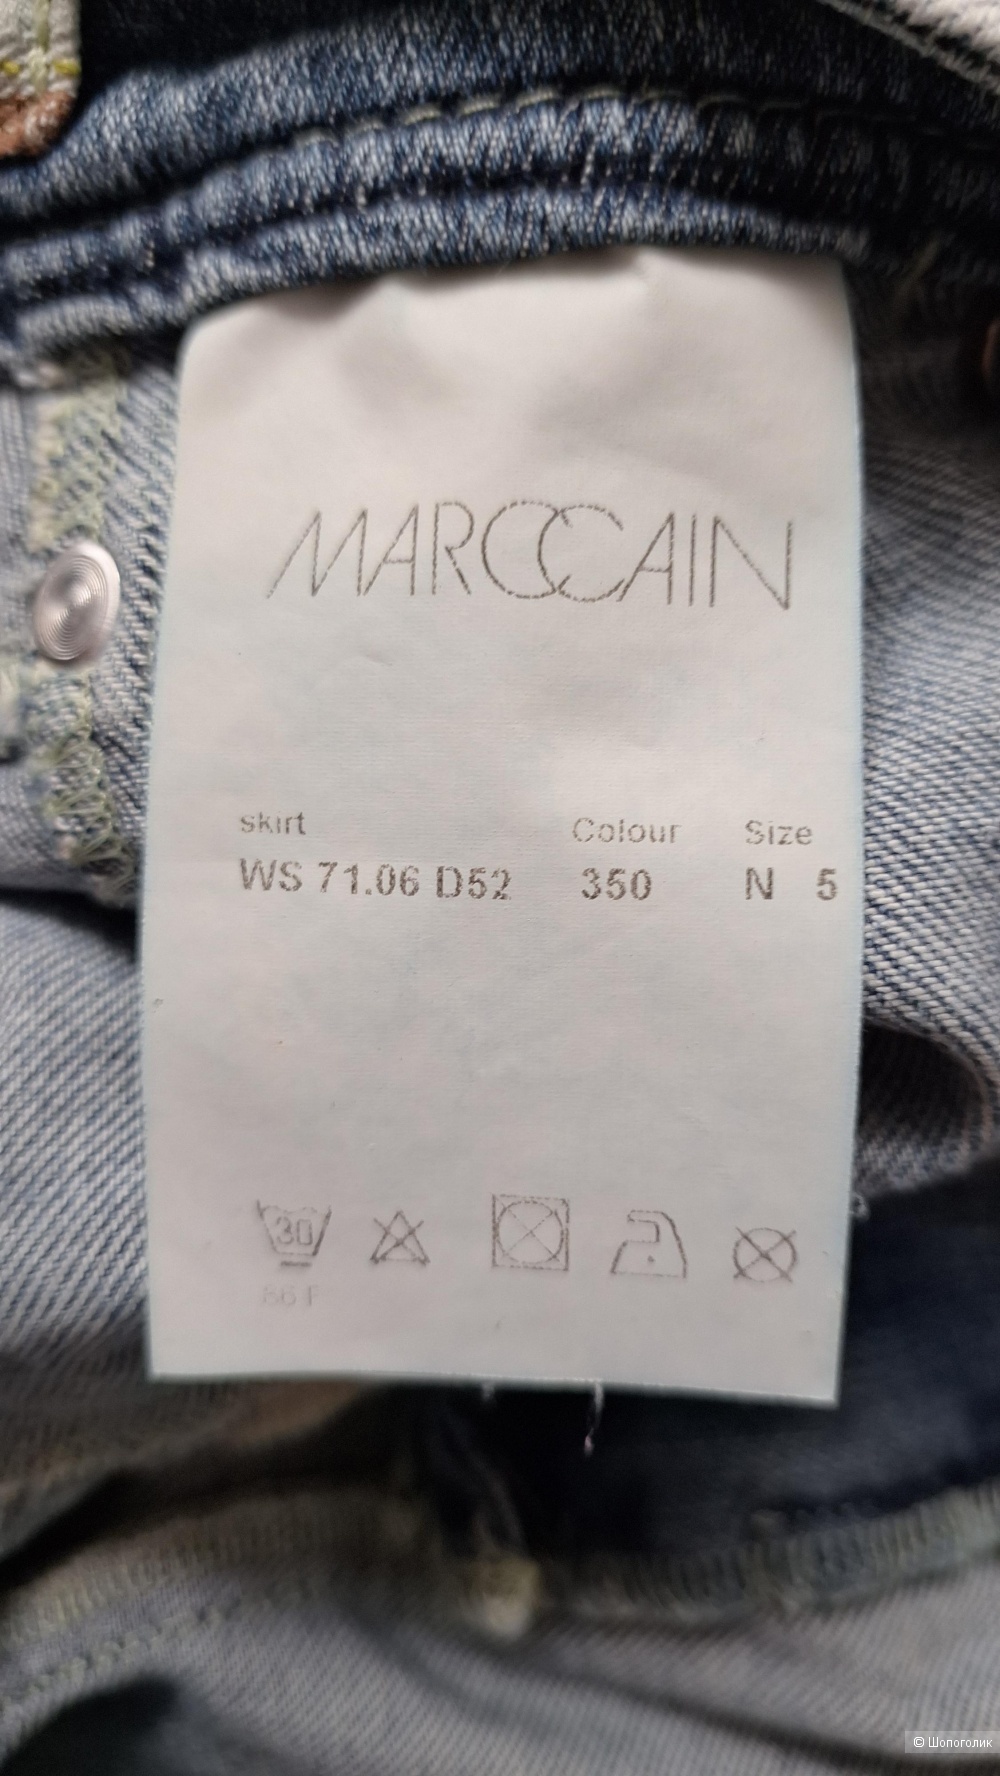 MARCCAIN
skirt Colour Size
WS 71.06 D52 350 N 5
30
86 F
© Шопоголик